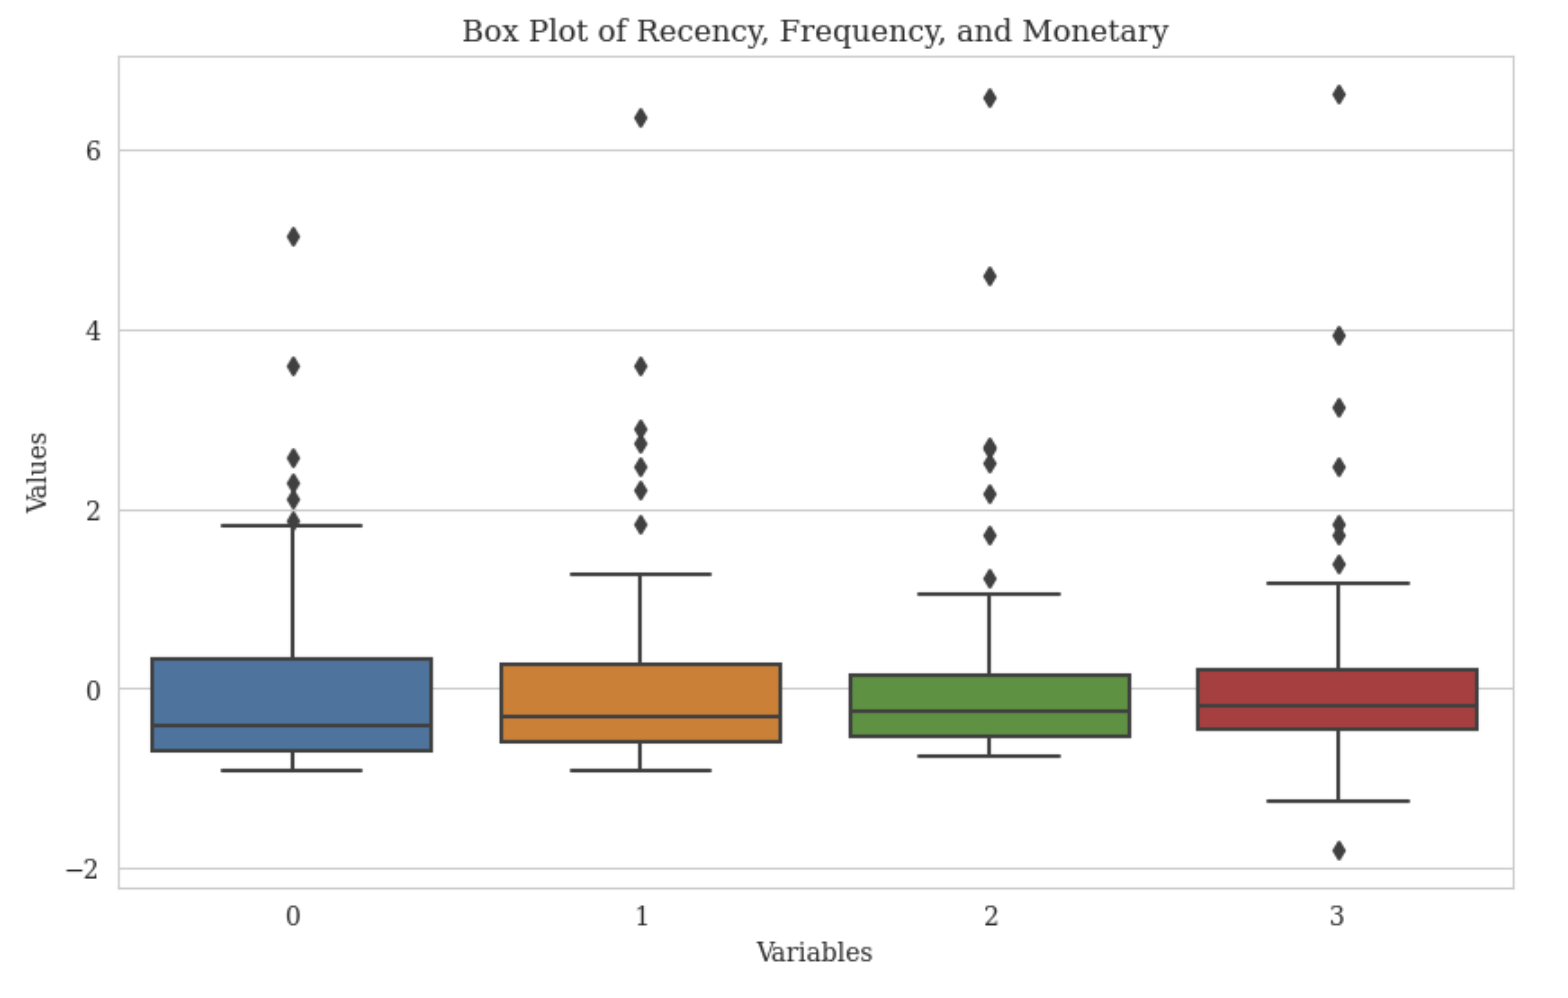 Box Plot of Recency, Frequency, and Monetary
6
4
2
0
−2
Values
0 1 2 3
Variables